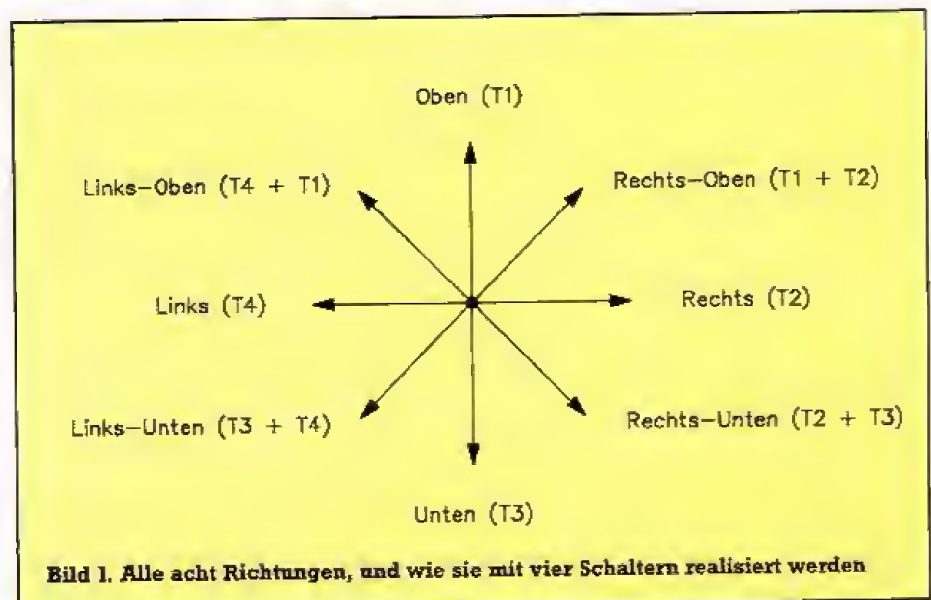 Oben (T1)
Links-Oben (T4 + T1)
Rechts-Oben (T1 + T2)
Links (T4)
Rechts (T2)
Links-Unten (T3 + T4)
Rechts-Unten (T2 + T3)
Unten (T3)
Bild 1. Alle acht Richtungen, und wie sie mit vier Schaltern realisiert werden